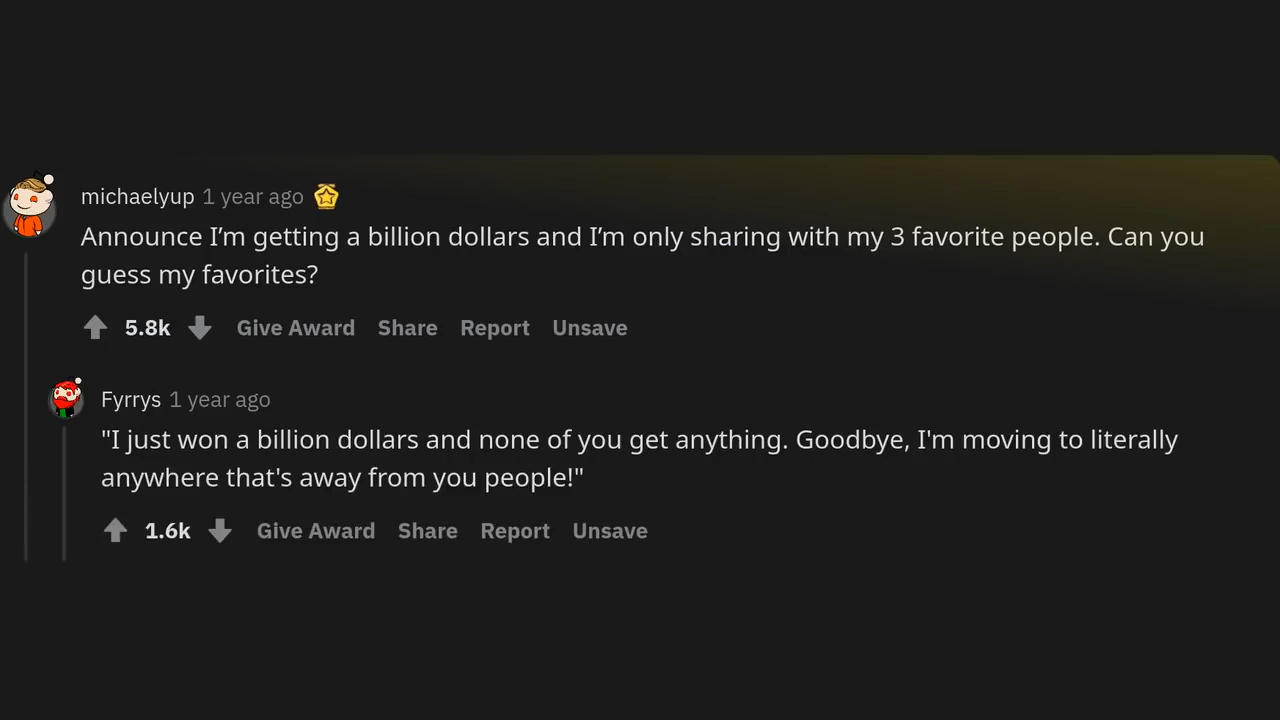 michaelyup 1 year ago
Announce I’m getting a billion dollars and I’m only sharing with my 3 favorite people. Can you
guess my favorites?
5.8k Give Award Share Report Unsave
Fyrrys 1 year ago
"I just won a billion dollars and none of you get anything. Goodbye, I'm moving to literally
anywhere that's away from you people!"
1.6k Give Award Share Report Unsave